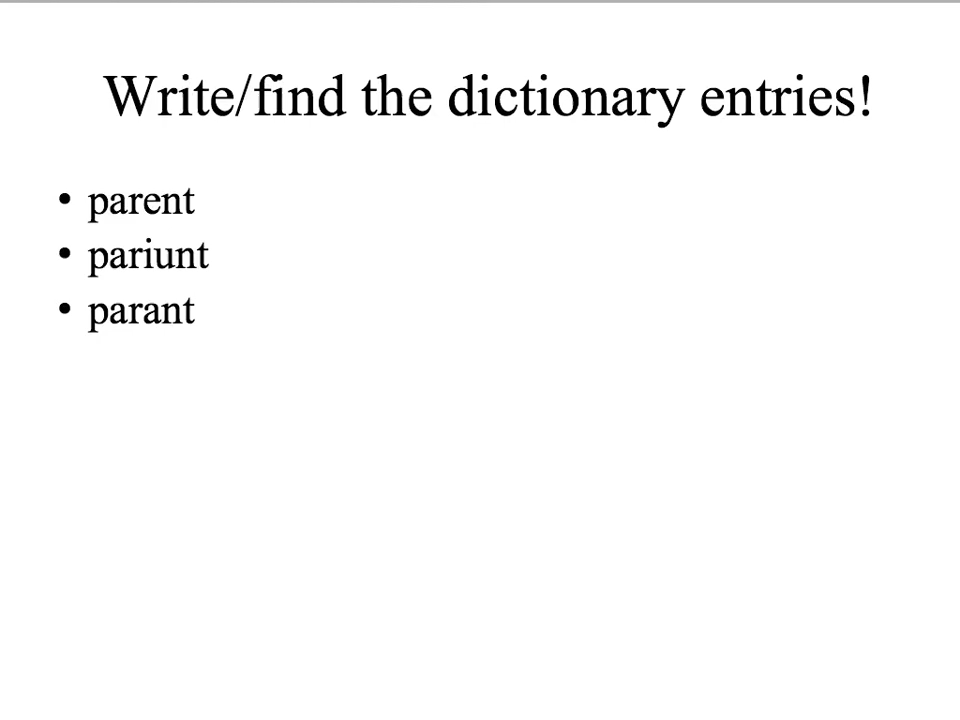 Write/find the dictionary entries!
• parent
• pariunt
• parant